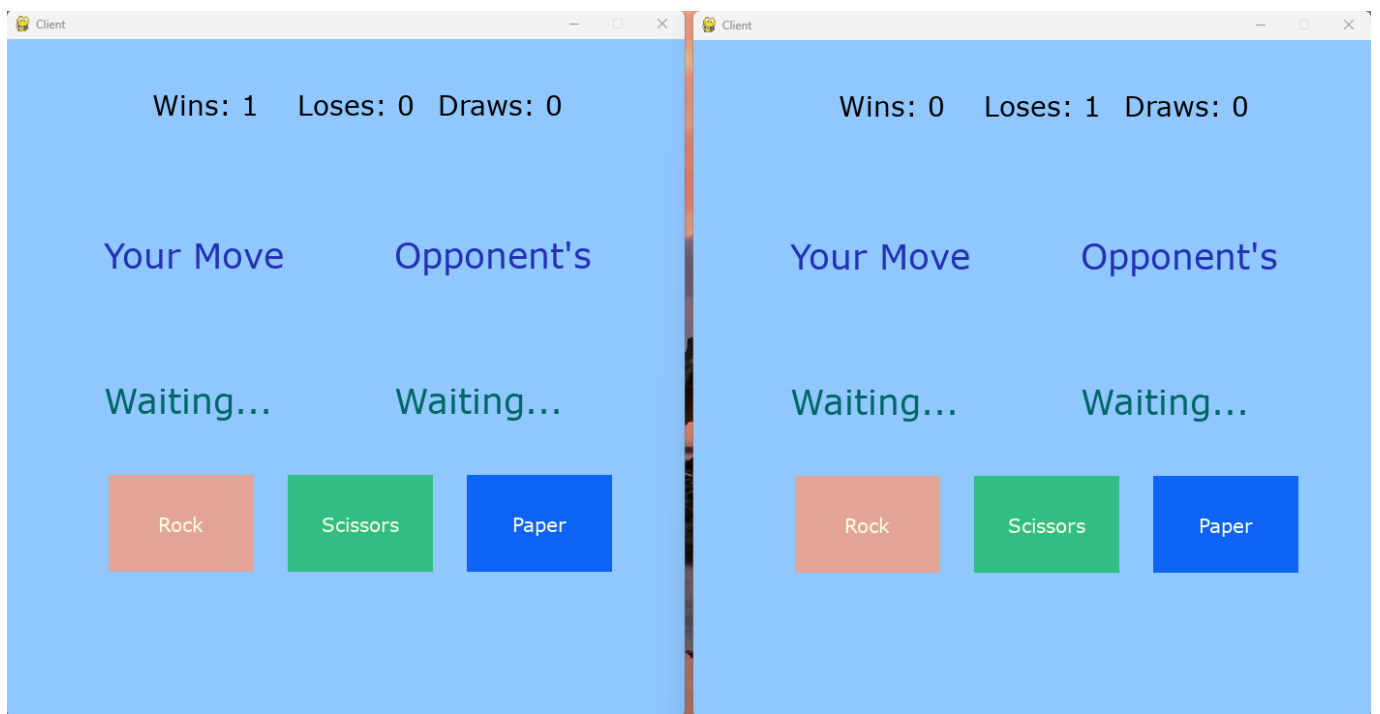 Client
Wins: 1 Loses: 0 Draws: 0
Your Move Opponent's
Waiting... Waiting...
Rock Scissors Paper
Client
Wins: 0 Loses: 1 Draws: 0
Your Move Opponent's
Waiting... Waiting...
Rock Scissors Paper